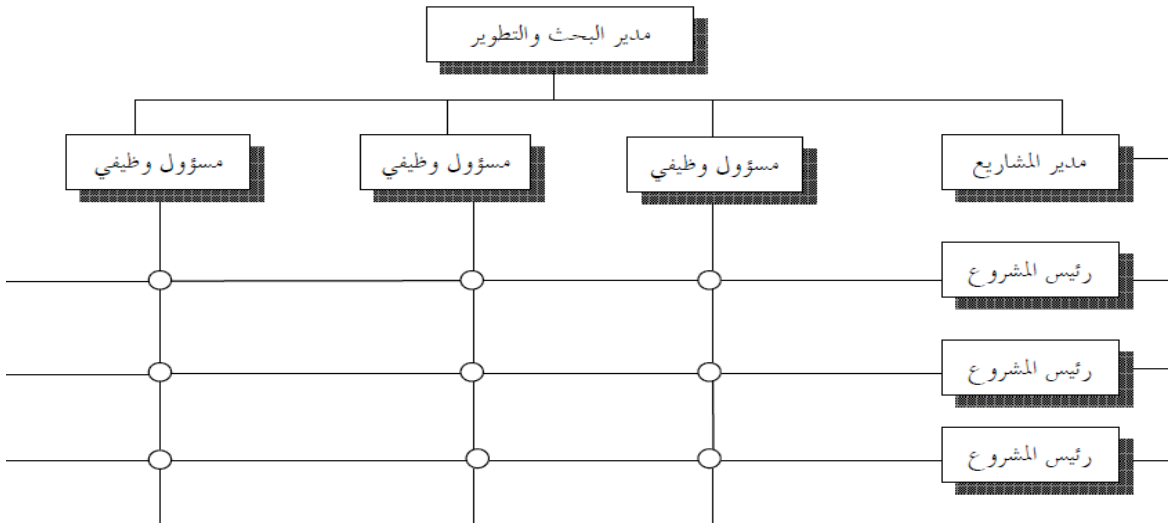 مدير البحث والتطوير
مدير المشاريع
مسؤول وظيفي
مسؤول وظيفي
مسؤول وظيفي
رئيس المشروع
رئيس المشروع
رئيس المشروع